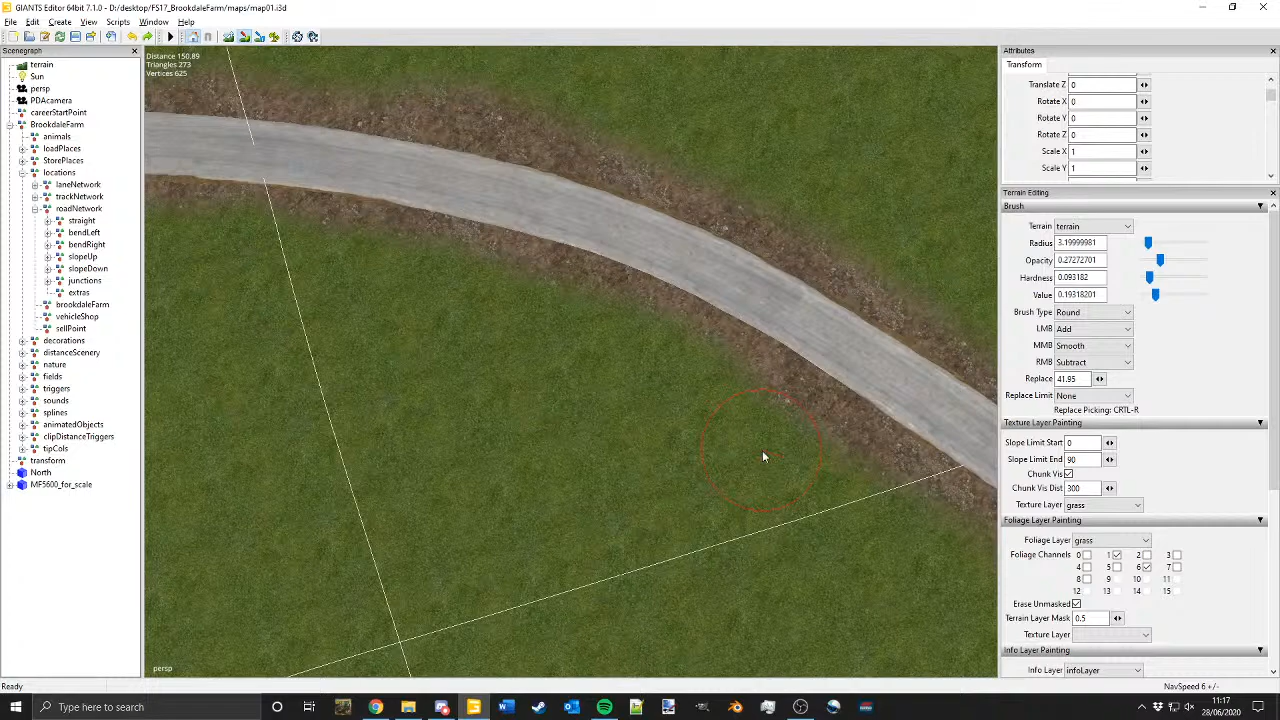 GIANTS Editor 64bit 7.1.0 - D:/desktop/FS17_BrookdaleFarm/maps/map01.i3d
File Edit Create View Scripts Window Help
Scenegraph
terrain
Sun
persp
PDAcamera
careerStartPoint
BrookdaleFarm
animals
loadPlaces
StorePlaces
locations
laneNetwork
trackNetwork
roadNetwork
straight
bendLeft
bendRight
slopeUp
slopeDown
junctions
extras
brookdaleFarm
vehicleShop
sellPoint
decorations
distanceScenery
nature
fields
triggers
sounds
splines
animatedObjects
clipDistanceTriggers
tipCols
transform
North
MF5600_for_scale
Distance 150.89
Triangles 273
Vertices 625
persp
Attributes
Transform
Translate Z 0
Rotate X 0
Rotate Y 0
Rotate Z 0
Scale X 1
Scale Y 1
Terrain Editing
Brush
Terrain terrain
Radius 3.19999981
Opacity 0.27272701
Hardness 0.093182
Value 0.19318201
Brush Type Round
LMB Add
MMB Smooth
RMB Subtract
Replace 41.95
Replace Limit None
Replace Picking: CRTL-R
Texture Layer Painting
Slope Limit Start 0
Slope Limit End 90
Chunk Vis
Chunk Vis Dist 300
Texture Layer grass
Foliage Layer Painting
Foliage Layer grass
Foliage Channels 0 1 2 3
4 5 6 7
8 9 10 11
12 13 14 15
Erase Unmasked
Terrain Layer Mask 0.5
Texture Layer
Info Layer Painting
Info Layer infoLayer
Ready
NavSpeed 6 +/-
Type here to search
11:17
28/06/2020